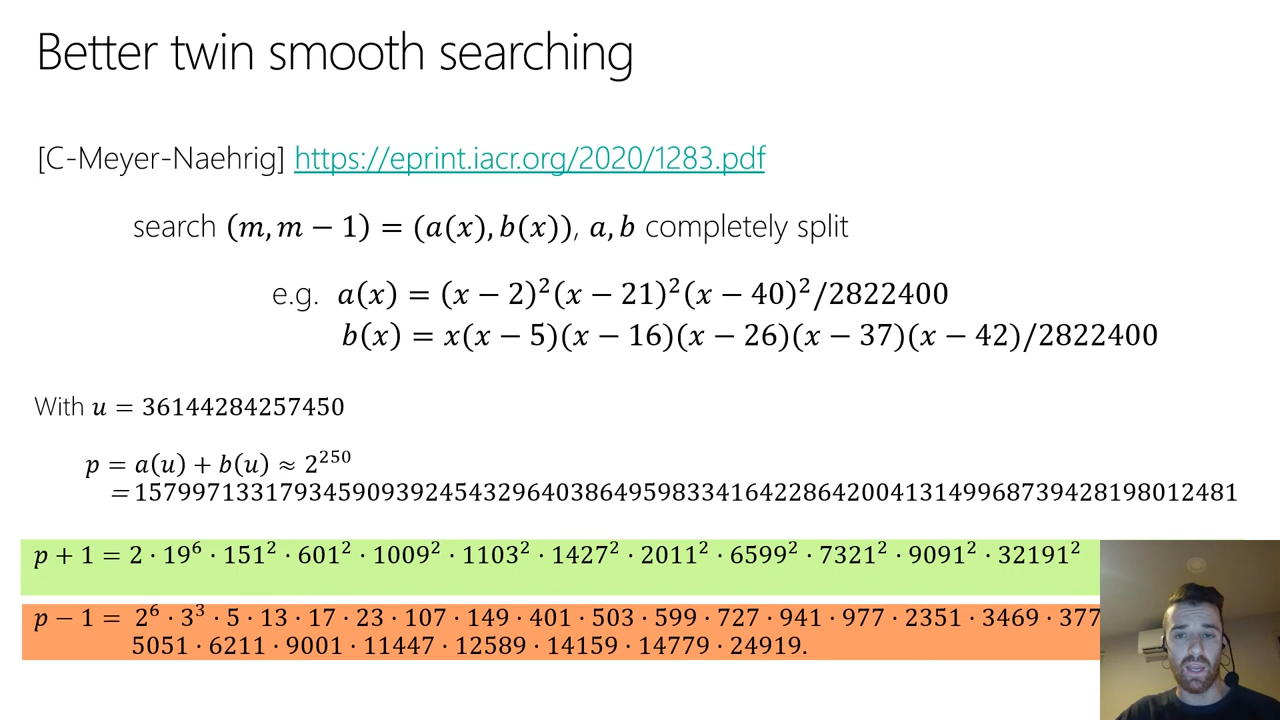 Better twin smooth searching
[C-Meyer-Naehrig] https://eprint.iacr.org/2020/1283.pdf
search (m, m − 1) = (a(x), b(x)), a, b completely split
e.g. a(x) = (x − 2)²(x − 21)²(x − 40)²/2822400
b(x) = x(x − 5)(x − 16)(x − 26)(x − 37)(x − 42)/2822400
With u = 36144284257450
p = a(u) + b(u) ≈ 2²⁵⁰
= 1579971331793459093924543296403864959833416422864200413149968739428198012481
p + 1 = 2 · 19⁶ · 151² · 601² · 1009² · 1103² · 1427² · 2011² · 6599² · 7321² · 9091² · 32191²
p − 1 = 2⁶ · 3³ · 5 · 13 · 17 · 23 · 107 · 149 · 401 · 503 · 599 · 727 · 941 · 977 · 2351 · 3469 · 377
5051 · 6211 · 9001 · 11447 · 12589 · 14159 · 14779 · 24919.